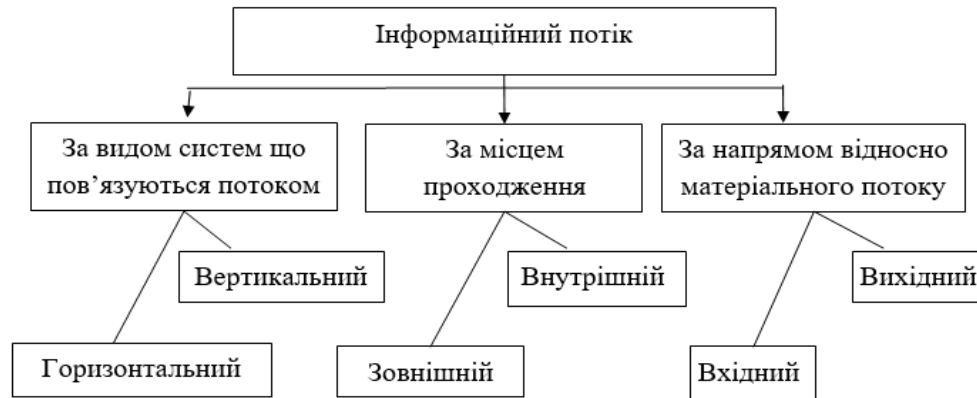 Інформаційний потік
За видом систем що
пов’язуються потоком
За місцем
проходження
За напрямом відносно
матеріального потоку
Вертикальний
Внутрішній
Вихідний
Горизонтальний
Зовнішній
Вхідний